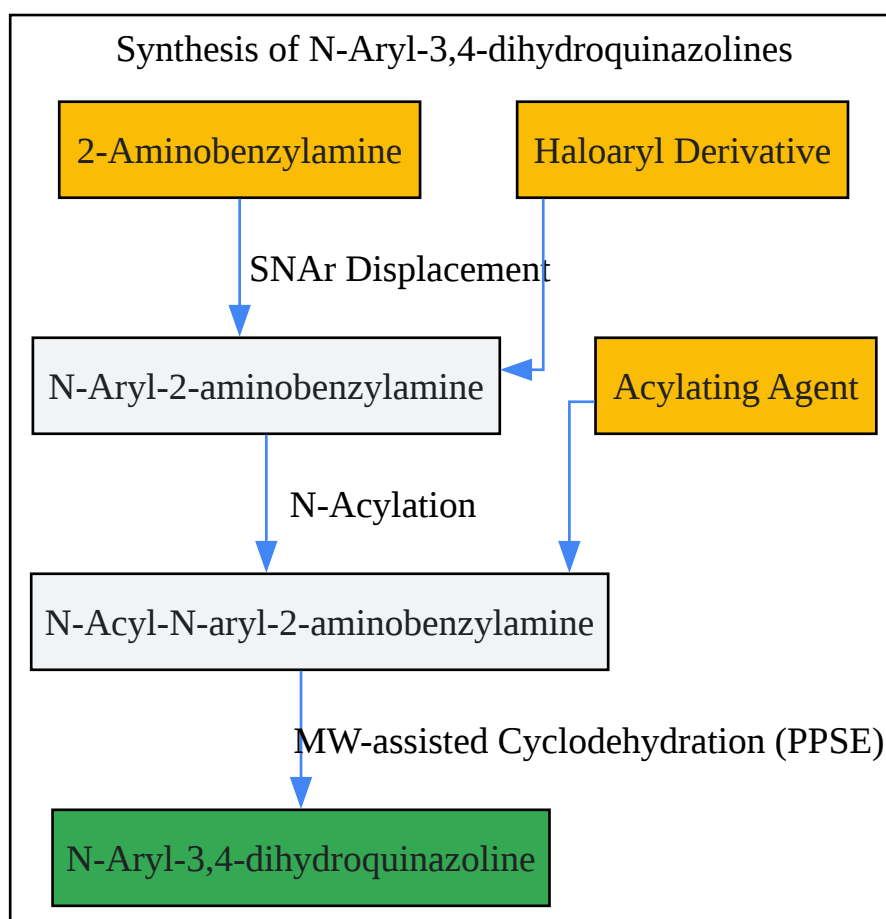 Synthesis of N-Aryl-3,4-dihydroquinazolines
2-Aminobenzylamine
Haloaryl Derivative
SNAr Displacement
N-Aryl-2-aminobenzylamine
Acylating Agent
N-Acylation
N-Acyl-N-aryl-2-aminobenzylamine
MW-assisted Cyclodehydration (PPSE)
N-Aryl-3,4-dihydroquinazoline